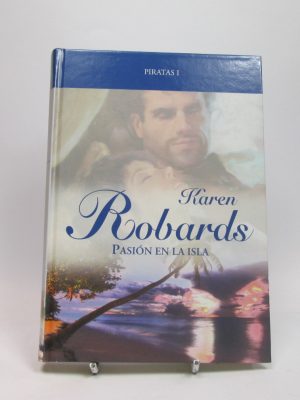 PIRATAS I
Karen
Robards
PASIÓN EN LA ISLA